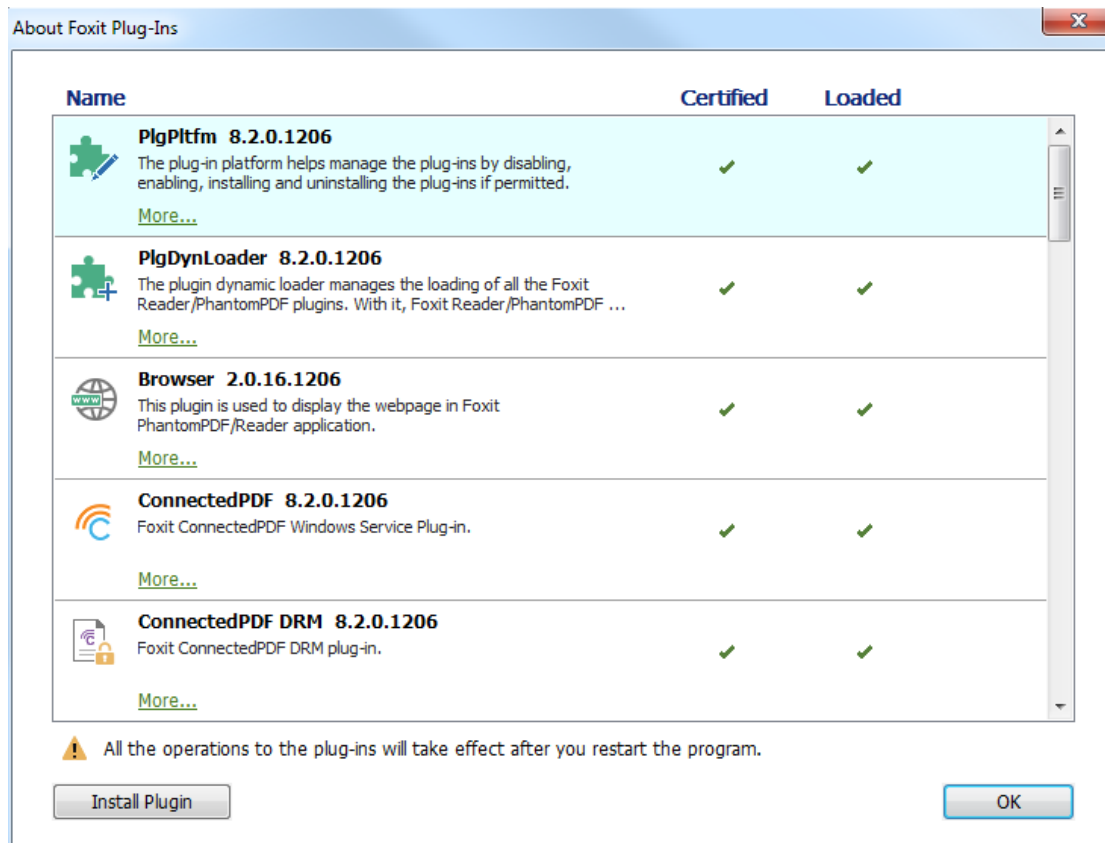 About Foxit Plug-Ins
Name Certified Loaded
PlgPltfm 8.2.0.1206
The plug-in platform helps manage the plug-ins by disabling,
enabling, installing and uninstalling the plug-ins if permitted.
More...
PlgDynLoader 8.2.0.1206
The plugin dynamic loader manages the loading of all the Foxit
Reader/PhantomPDF plugins. With it, Foxit Reader/PhantomPDF ...
More...
www
Browser 2.0.16.1206
This plugin is used to display the webpage in Foxit
PhantomPDF/Reader application.
More...
ConnectedPDF 8.2.0.1206
Foxit ConnectedPDF Windows Service Plug-in.
More...
ConnectedPDF DRM 8.2.0.1206
Foxit ConnectedPDF DRM plug-in.
More...
All the operations to the plug-ins will take effect after you restart the program.
Install Plugin OK